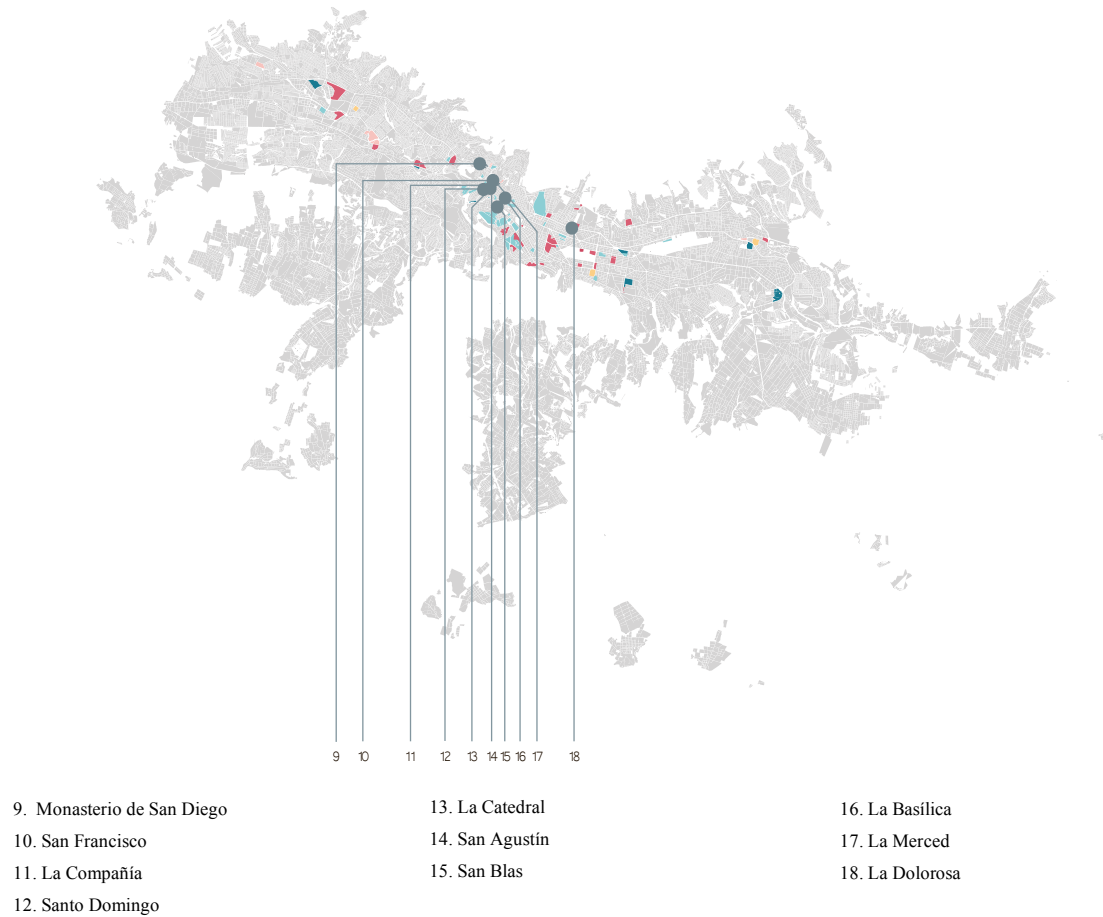 9 10 11 12 13 14 15 16 17 18
9. Monasterio de San Diego
10. San Francisco
11. La Compañía
12. Santo Domingo
13. La Catedral
14. San Agustín
15. San Blas
16. La Basílica
17. La Merced
18. La Dolorosa